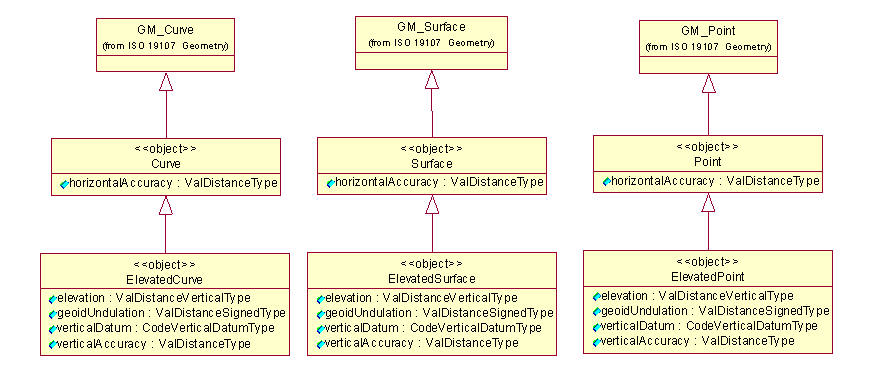 GM_Curve
(from ISO 19107 Geometry)
<<object>>
Curve
horizontalAccuracy : ValDistanceType
<<object>>
ElevatedCurve
elevation : ValDistanceVerticalType
geoidUndulation : ValDistanceSignedType
verticalDatum : CodeVerticalDatumType
verticalAccuracy : ValDistanceType
GM_Surface
(from ISO 19107 Geometry)
<<object>>
Surface
horizontalAccuracy : ValDistanceType
<<object>>
ElevatedSurface
elevation : ValDistanceVerticalType
geoidUndulation : ValDistanceSignedType
verticalDatum : CodeVerticalDatumType
verticalAccuracy : ValDistanceType
GM_Point
(from ISO 19107 Geometry)
<<object>>
Point
horizontalAccuracy : ValDistanceType
<<object>>
ElevatedPoint
elevation : ValDistanceVerticalType
geoidUndulation : ValDistanceSignedType
verticalDatum : CodeVerticalDatumType
verticalAccuracy : ValDistanceType